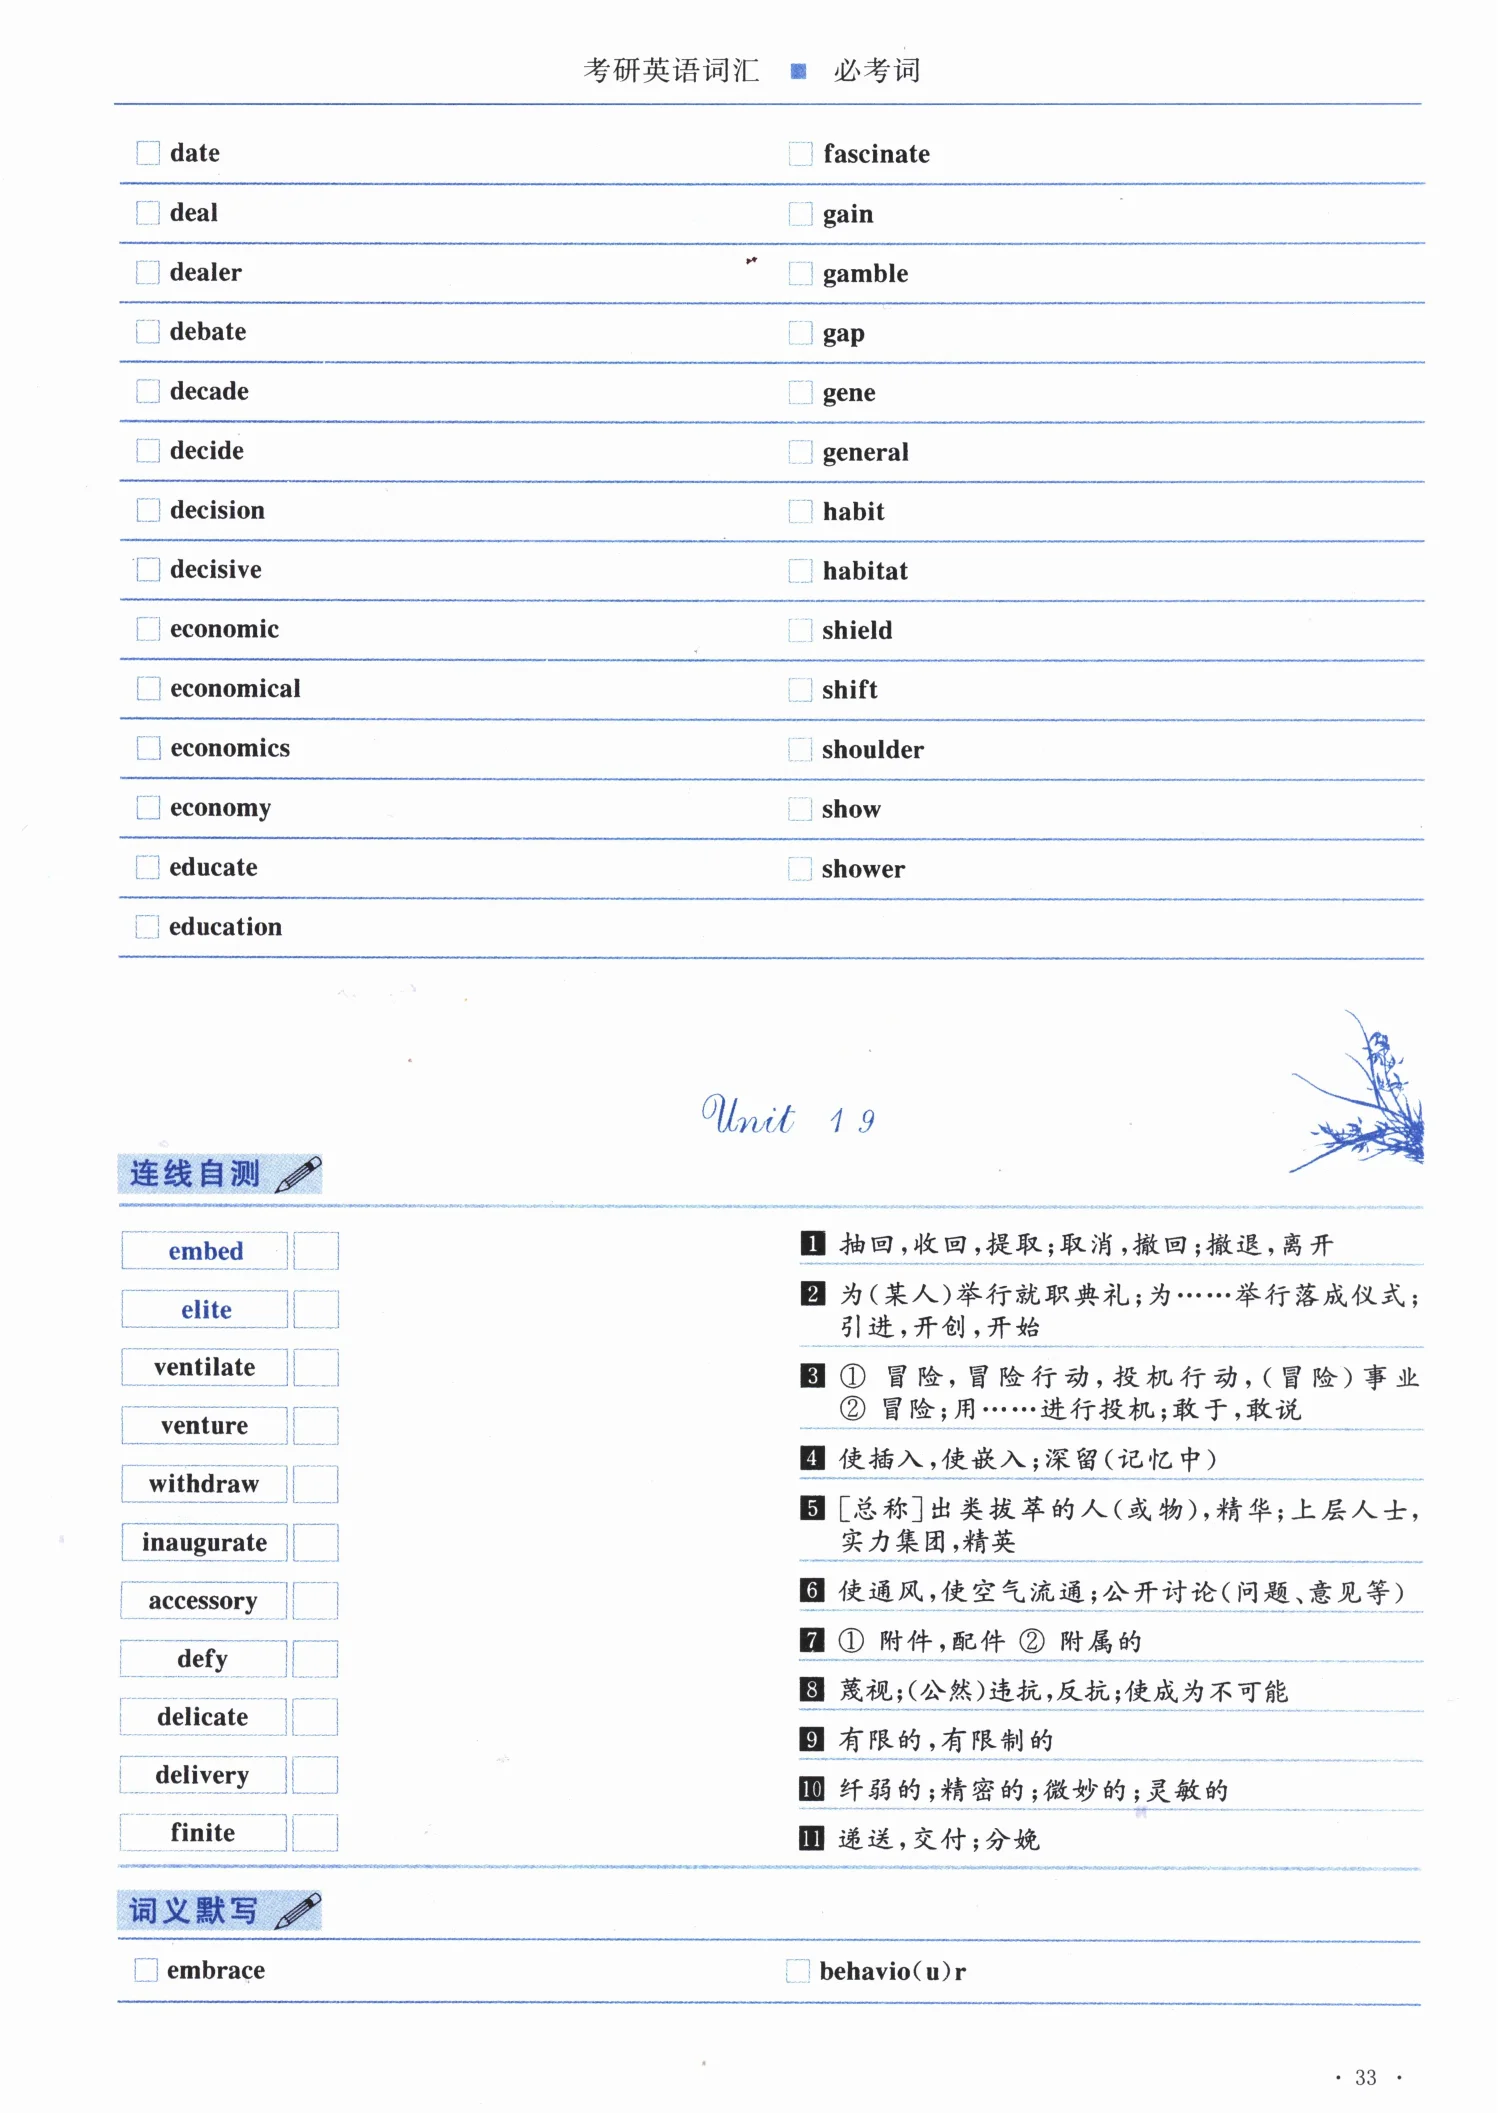 考研英语词汇 ■ 必考词
date
fascinate
deal
gain
dealer
gamble
debate
gap
decade
gene
decide
general
decision
habit
decisive
habitat
economic
shield
economical
shift
economics
shoulder
economy
show
educate
shower
education
Unit 19
连线自测
embed
elite
ventilate
venture
withdraw
inaugurate
accessory
defy
delicate
delivery
finite
1 抽回,收回,提取;取消,撤回;撤退,离开
2 为(某人)举行就职典礼;为……举行落成仪式;
引进,开创,开始
3 ① 冒险,冒险行动,投机行动,(冒险)事业
② 冒险;用……进行投机;敢于,敢说
4 使插入,使嵌入;深留(记忆中)
5 [总称]出类拔萃的人(或物),精华;上层人士,
实力集团,精英
6 使通风,使空气流通;公开讨论(问题、意见等)
7 ① 附件,配件 ② 附属的
8 蔑视;(公然)违抗,反抗;使成为不可能
9 有限的,有限制的
10 纤弱的;精密的;微妙的;灵敏的
11 递送,交付;分娩
词义默写
embrace
behavio(u)r
· 33 ·